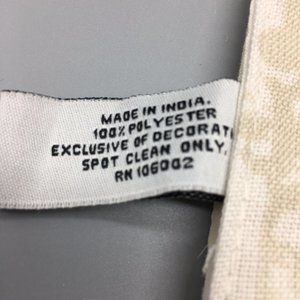 MADE IN INDIA.
100% POLYESTER
EXCLUSIVE OF DECORATI
SPOT CLEAN ONLY.
RN 106002